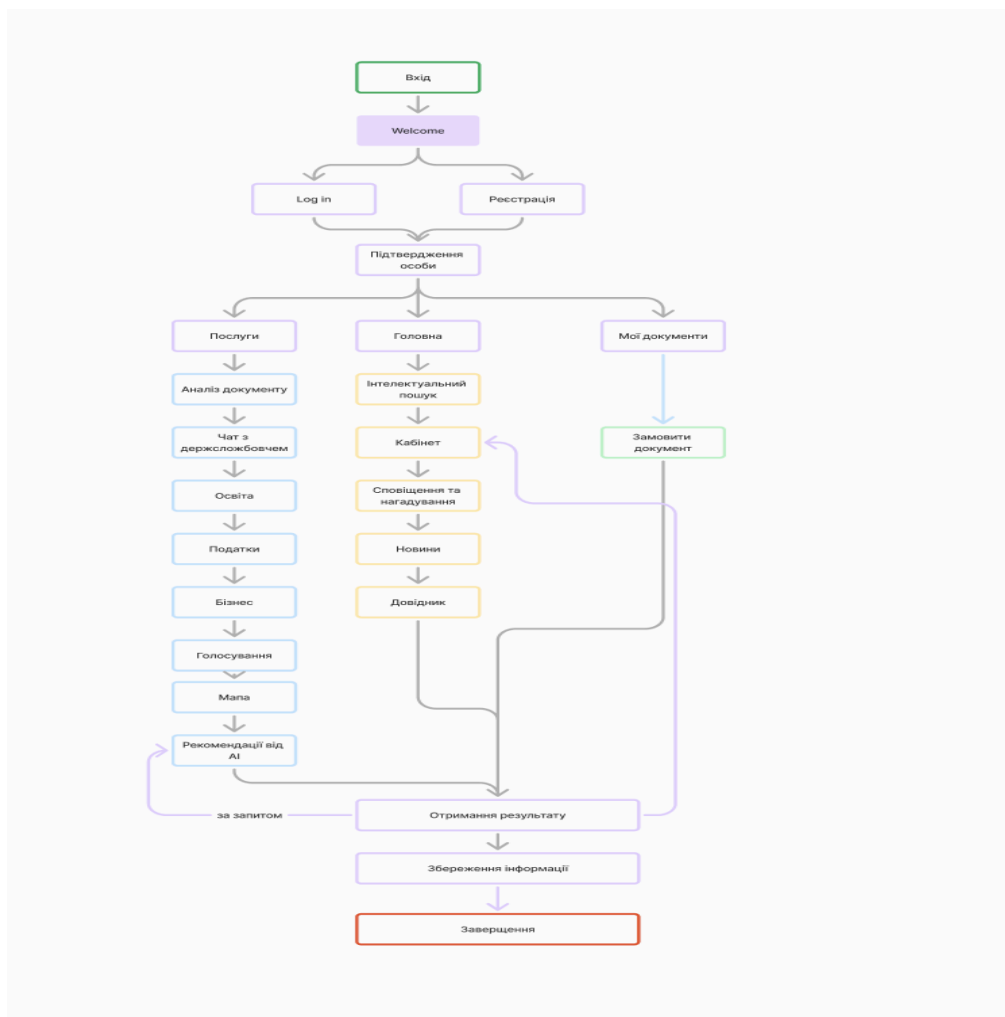 Вхід
Welcome
Log in
Реєстрація
Підтвердження
особи
Послуги
Головна
Мої документи
Аналіз документу
Інтелектуальний
пошук
Чат з
держсложбовчем
Кабінет
Замовити
документ
Освіта
Сповіщення та
нагадування
Податки
Новини
Бізнес
Довідник
Голосування
Мапа
Рекомендації від
AI
за запитом
Отримання результату
Збереження інформації
Заверщення